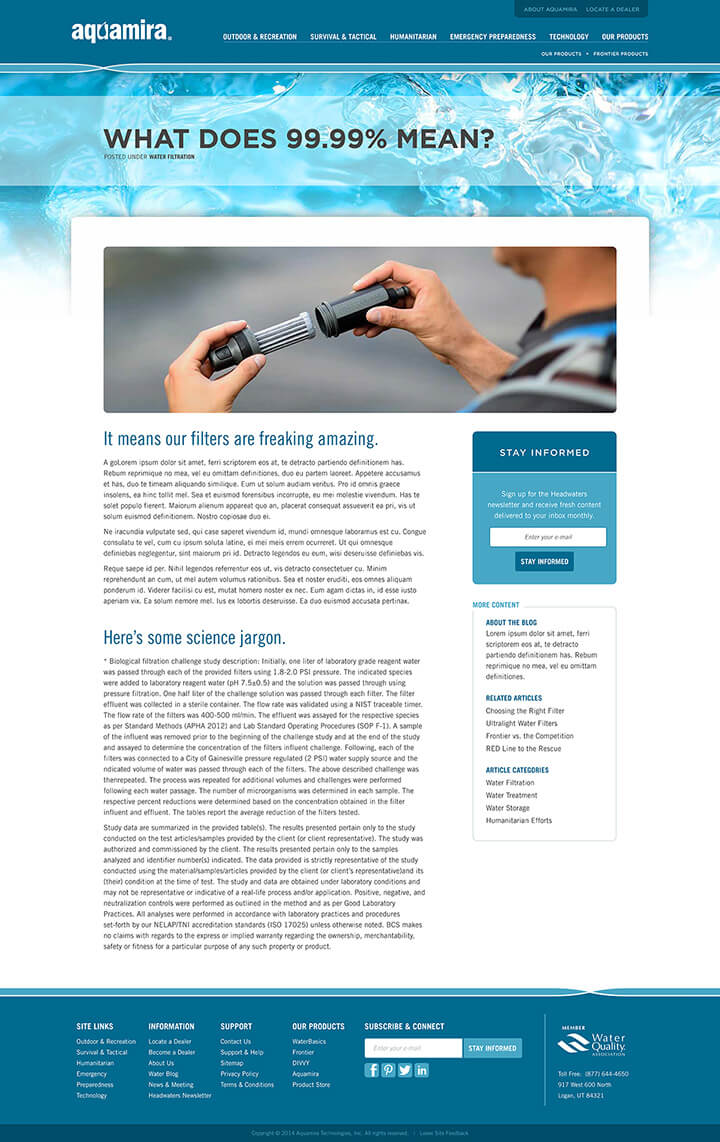 ABOUT AQUAMIRA LOCATE A DEALER
aquamira
OUTDOOR & RECREATION SURVIVAL & TACTICAL HUMANITARIAN EMERGENCY PREPAREDNESS TECHNOLOGY OUR PRODUCTS
OUR PRODUCTS • FRONTIER PRODUCTS
WHAT DOES 99.99% MEAN?
POSTED UNDER WATER FILTRATION
It means our filters are freaking amazing.
A goLorem ipsum dolor sit amet, ferri scriptorem eos at, te detracto partiendo definitionem has.
Rebum reprimique no mea, vel eu omittam definitiones, duo eu partem laoreet. Appetere accusamus
et has, duo te timeam aliquando similique. Eum ut solum audiam veribus. Pro id omnis graece
insolens, ea hinc tollit mel. Sea et euismod forensibus incorrupte, eu mei molestie vivendum. Has te
solet populo fierent. Maiorum alienum appareat quo an, placerat consequat assueverit ea pri, vis ut
solum euismod definitionem. Nostro copiosae duo ei.
Ne iracundia vulputate sed, qui case saperet vivendum id, mundi omnesque laboramus est cu. Congue
consulatu te vel, cum cu ipsum soluta latine, ei mei meis errem ocurreret. Ut qui omnesque
definiebas neglegentur, sint maiorum pri id. Detracto legendos eu eum, wisi deseruisse definiebas vis.
Reque saepe id per. Nihil legendos referrentur eos ut, vis detracto consectetuer cu. Minim
reprehendunt an cum, ut mel autem volumus rationibus. Sea et noster eruditi, eos omnes aliquam
ponderum id. Viderer facilisi cu est, mutat homero noster ex nec. Eum agam dictas in, id esse iusto
aperiam vix. Ea solum nemore mel. Ius ex lobortis deseruisse. Ea duo euismod accusata pertinax.
Here's some science jargon.
* Biological filtration challenge study description: Initially, one liter of laboratory grade reagent water
was passed through each of the provided filters using 1.8-2.0 PSI pressure. The indicated species
were added to laboratory reagent water (pH 7.5±0.5) and the solution was passed through using
pressure filtration. One half liter of the challenge solution was passed through each filter. The filter
effluent was collected in a sterile container. The flow rate was validated using a NIST traceable timer.
The flow rate of the filters was 400-500 ml/min. The effluent was assayed for the respective species
as per Standard Methods (APHA 2012) and Lab Standard Operating Procedures (SOP F-1). A sample
of the influent was removed prior to the beginning of the challenge study and at the end of the study
and assayed to determine the concentration of the filters influent challenge. Following, each of the
filters was connected to a City of Gainesville pressure regulated (2 PSI) water supply source and the
ndicated volume of water was passed through each of the filters. The above described challenge was
thenrepeated. The process was repeated for additional volumes and challenges were performed
following each water passage. The number of microorganisms was determined in each sample. The
respective percent reductions were determined based on the concentration obtained in the filter
influent and effluent. The tables report the average reduction of the filters tested.
Study data are summarized in the provided table(s). The results presented pertain only to the study
conducted on the test articles/samples provided by the client (or client representative). The study was
authorized and commissioned by the client. The results presented pertain only to the samples
analyzed and identifier number(s) indicated. The data provided is strictly representative of the study
conducted using the material/samples/articles provided by the client (or client's representative)and its
(their) condition at the time of test. The study and data are obtained under laboratory conditions and
may not be representative or indicative of a real-life process and/or application. Positive, negative, and
neutralization controls were performed as outlined in the method and as per Good Laboratory
Practices. All analyses were performed in accordance with laboratory practices and procedures
set-forth by our NELAP/TNI accreditation standards (ISO 17025) unless otherwise noted. BCS makes
no claims with regards to the express or implied warranty regarding the ownership, merchantability,
safety or fitness for a particular purpose of any such property or product.
STAY INFORMED
Sign up for the Headwaters
newsletter and receive fresh content
delivered to your inbox monthly.
Enter your e-mail
STAY INFORMED
MORE CONTENT
ABOUT THE BLOG
Lorem ipsum dolor sit amet, ferri
scriptorem eos at, te detracto
partiendo definitionem has. Rebum
reprimique no mea, vel eu omittam
definitiones.
RELATED ARTICLES
Choosing the Right Filter
Ultralight Water Filters
Frontier vs. the Competition
RED Line to the Rescue
ARTICLE CATEGORIES
Water Filtration
Water Treatment
Water Storage
Humanitarian Efforts
SITE LINKS
Outdoor & Recreation
Survival & Tactical
Humanitarian
Emergency
Preparedness
Technology
INFORMATION
Locate a Dealer
Become a Dealer
About Us
Water Blog
News & Meeting
Headwaters Newsletter
SUPPORT
Contact Us
Support & Help
Sitemap
Privacy Policy
Terms & Conditions
OUR PRODUCTS
WaterBasics
Frontier
DIVVY
Aquamira
Product Store
SUBSCRIBE & CONNECT
Enter your e-mail STAY INFORMED
MEMBER
Water
Quality
ASSOCIATION
Toll Free: (877) 644-4650
917 West 600 North
Logan, UT 84321
Copyright © 2014 Aquamira Technologies, Inc. All rights reserved. | Leave Site Feedback